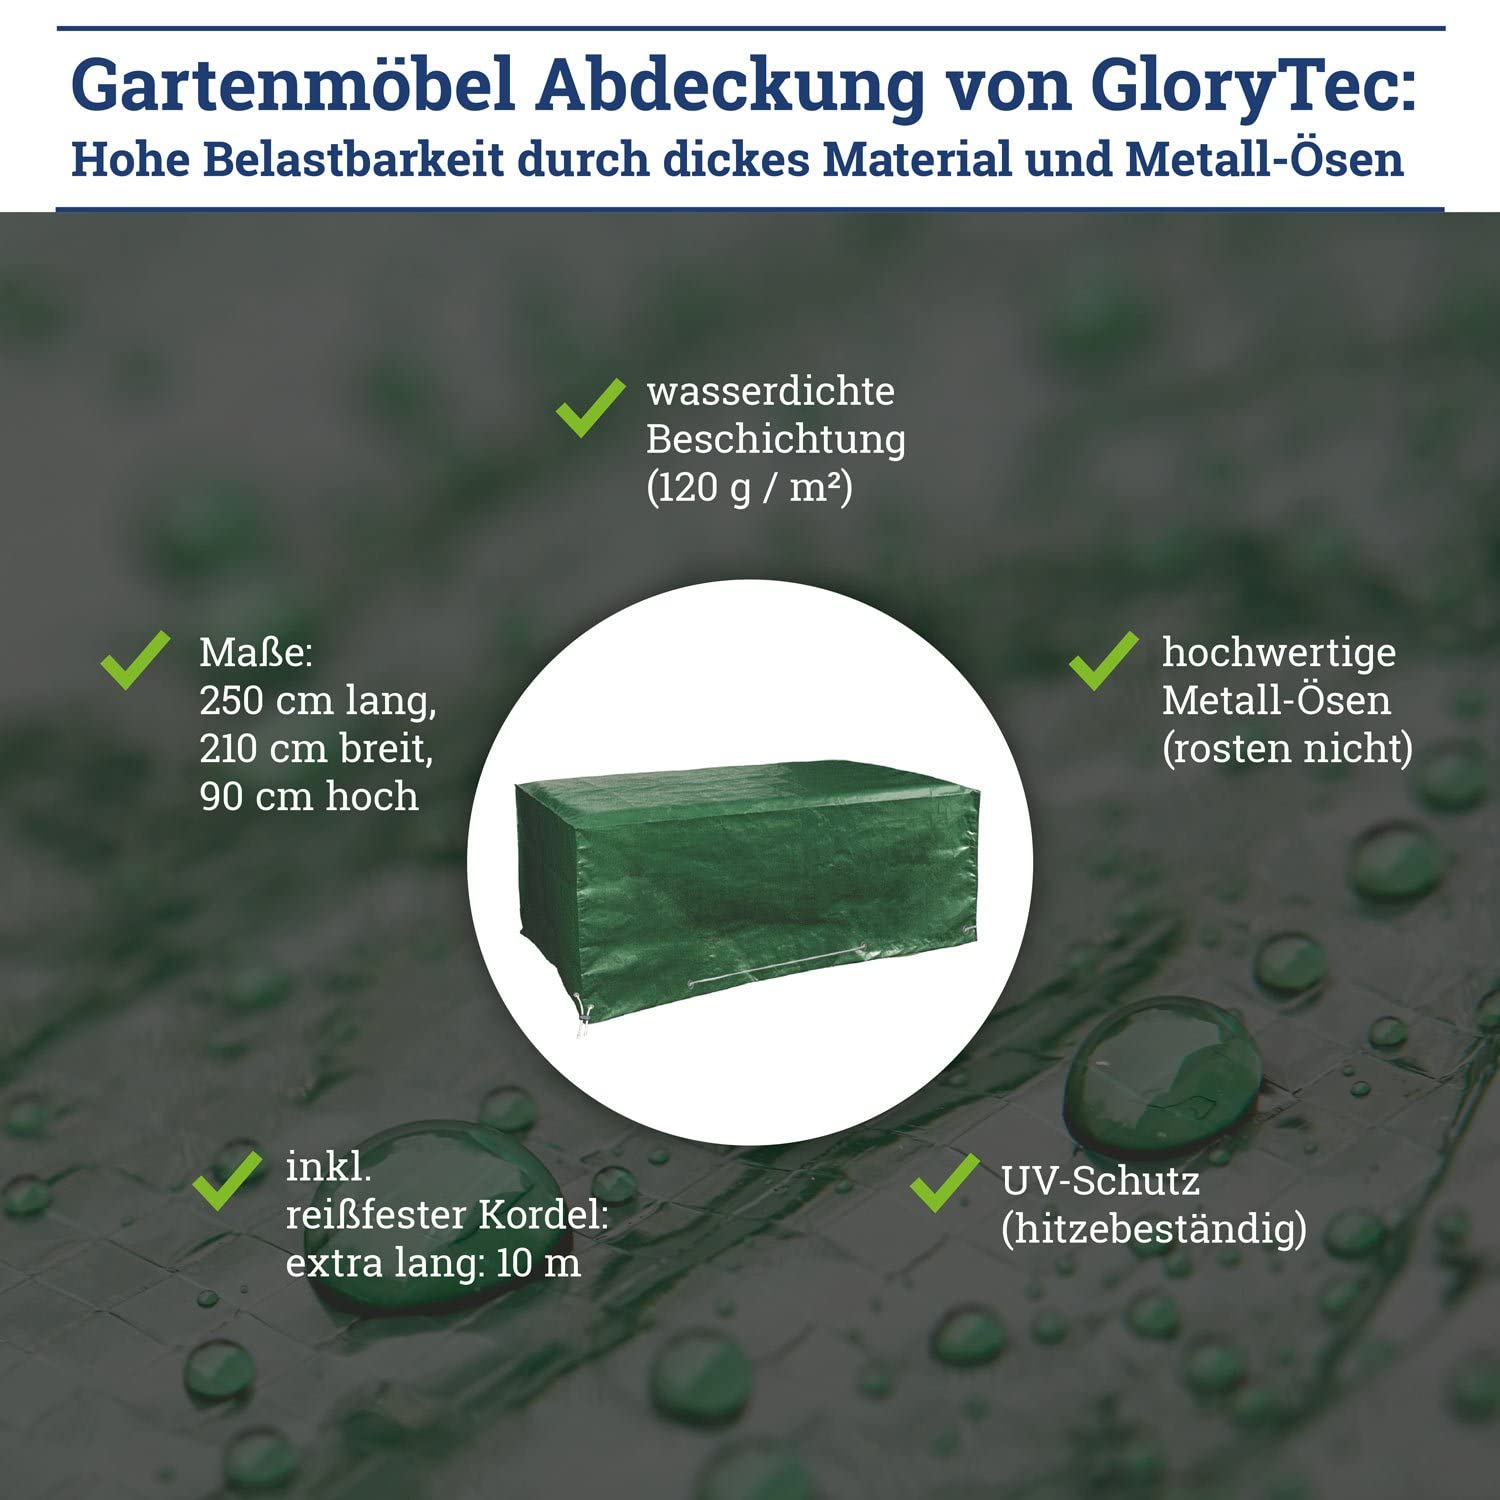 Gartenmöbel Abdeckung von GloryTec:
Hohe Belastbarkeit durch dickes Material und Metall-Ösen
wasserdichte
Beschichtung
(120 g / m²)
Maße:
250 cm lang,
210 cm breit,
90 cm hoch
hochwertige
Metall-Ösen
(rosten nicht)
inkl.
reißfester Kordel:
extra lang: 10 m
UV-Schutz
(hitzebeständig)